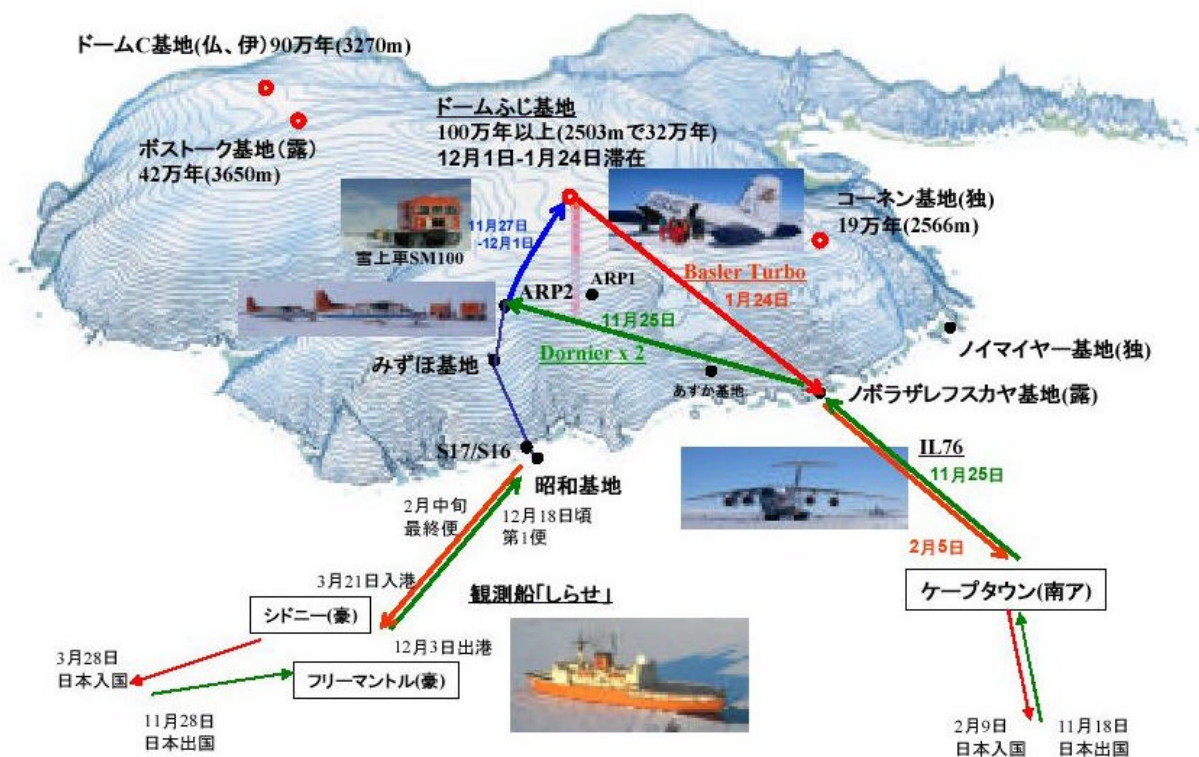 ドームC基地(仏、伊)90万年(3270m)
ボストーク基地(露)
42万年(3650m)
ドームふじ基地
100万年以上(2503mで32万年)
12月1日-1月24日滞在
コーネン基地(独)
19万年(2566m)
11月27日
-12月1日
雪上車SM100
Basler Turbo
1月24日
ARP1
ARP2
11月25日
Dornier x 2
みずほ基地
あすか基地
ノイマイヤー基地(独)
ノボラザレフスカヤ基地(露)
S17/S16
昭和基地
IL76
11月25日
2月中旬
最終便
12月18日頃
第1便
2月5日
3月21日入港
観測船「しらせ」
ケープタウン(南ア)
シドニー(豪)
12月3日出港
3月28日
日本入国
フリーマントル(豪)
11月28日
日本出国
2月9日
日本入国
11月18日
日本出国